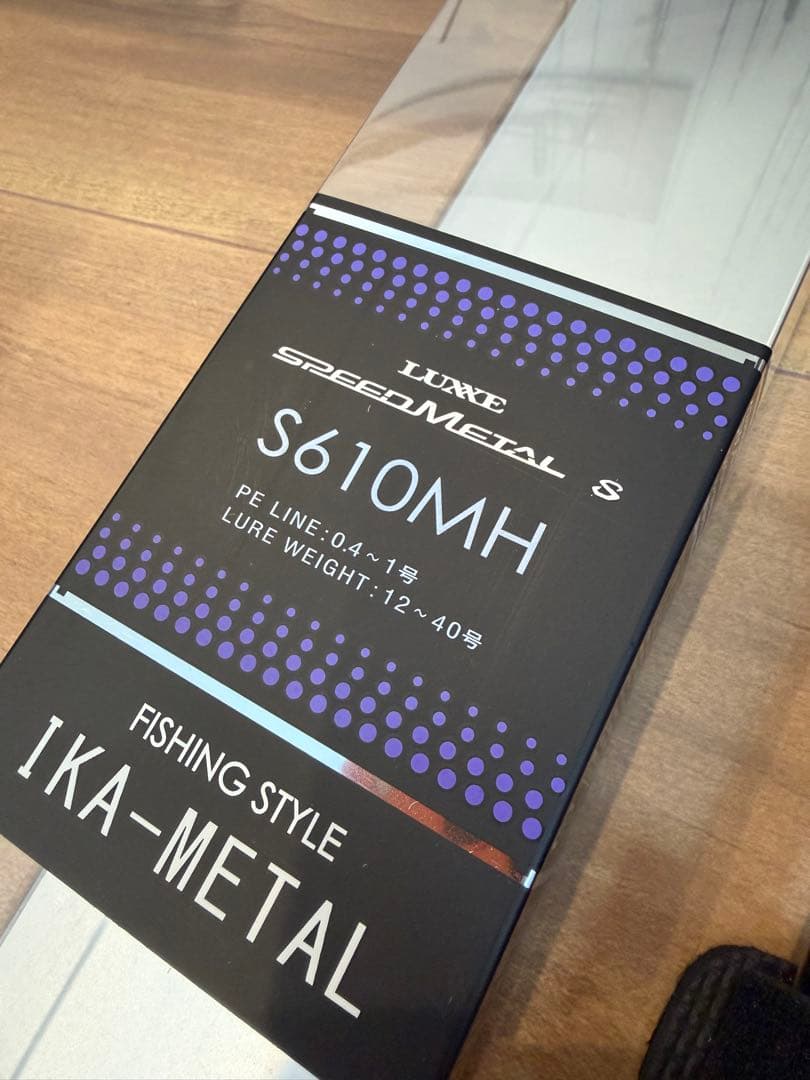 LUXXE
SPEEDMETAL S
S610MH
PE LINE:0.4～1号
LURE WEIGHT:12～40号
FISHING STYLE
IKA-METAL